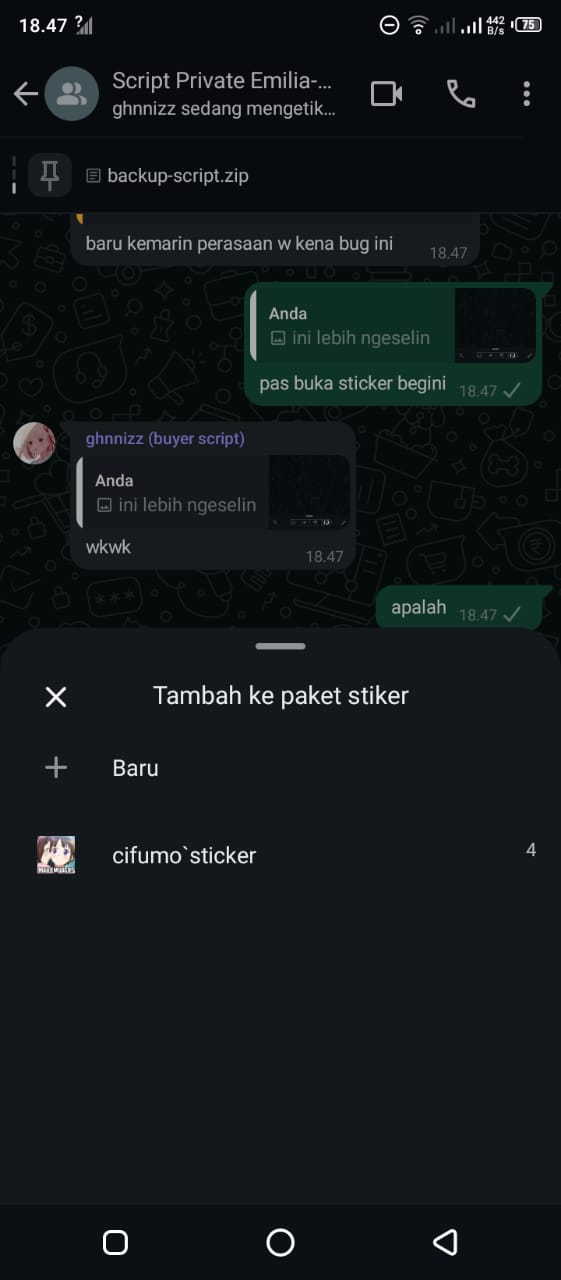 18.47
442
B/s
75
Script Private Emilia-...
ghnnizz sedang mengetik...
backup-script.zip
baru kemarin perasaan w kena bug ini
18.47
Anda
ini lebih ngeselin
pas buka sticker begini
18.47
ghnnizz (buyer script)
Anda
ini lebih ngeselin
wkwk
18.47
apalah
18.47
Tambah ke paket stiker
Baru
cifumo`sticker
4